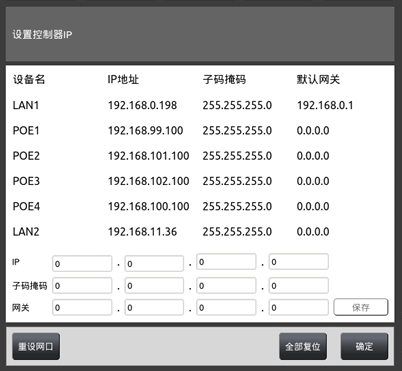 设置控制器IP
设备名 IP地址 子码掩码 默认网关
LAN1 192.168.0.198 255.255.255.0 192.168.0.1
POE1 192.168.99.100 255.255.255.0 0.0.0.0
POE2 192.168.101.100 255.255.255.0 0.0.0.0
POE3 192.168.102.100 255.255.255.0 0.0.0.0
POE4 192.168.100.100 255.255.255.0 0.0.0.0
LAN2 192.168.11.36 255.255.255.0 0.0.0.0
IP 0 . 0 . 0 . 0
子码掩码 0 . 0 . 0 . 0
网关 0 . 0 . 0 . 0 保存
重设网口 全部复位 确定